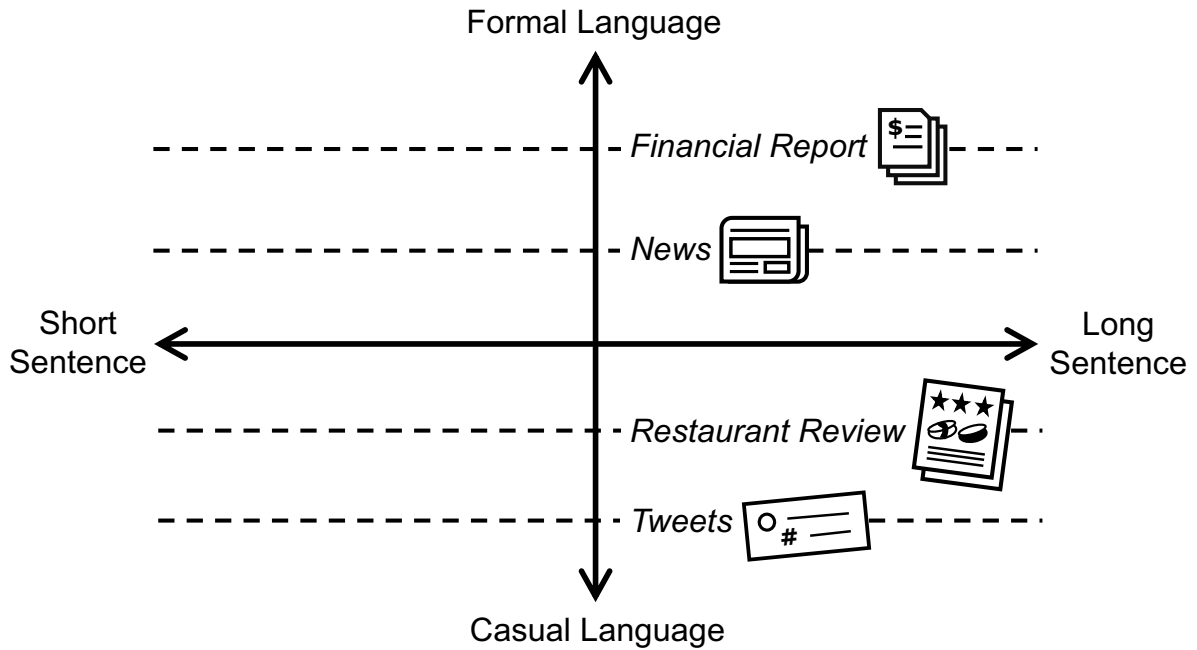 Formal Language
$
Financial Report
News
Short
Sentence
Long
Sentence
Restaurant Review
Tweets
#
Casual Language